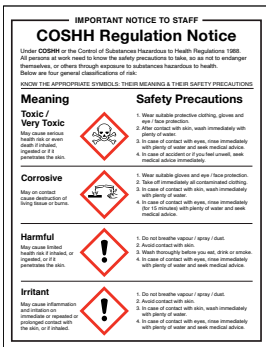 IMPORTANT NOTICE TO STAFF
COSHH Regulation Notice
Under COSHH or the Control of Substances Hazardous to Health Regulations 1988.
All persons at work need to know the safety precautions to take, so as not to endanger
themselves, or others through exposure to substances hazardous to health.
Below are four general classifications of risk:
KNOW THE APPROPRIATE SYMBOLS: THEIR MEANING & THEIR SAFETY PRECAUTIONS
Meaning
Safety Precautions
Toxic /
Very Toxic
May cause serious
health risk or even
death if inhaled,
ingested or if it
penetrates the skin.
1. Wear suitable protective clothing, gloves and
eye / face protection.
2. After contact with skin, wash immediately with
plenty of water.
3. In case of contact with eyes, rinse immediately
with plenty of water and seek medical advice.
4. In case of accident or if you feel unwell, seek
medical advice immediately.
Corrosive
May on contact
cause destruction of
living tissue or burns.
1. Wear suitable gloves and eye / face protection.
2. Take off immediately all contaminated clothing.
3. In case of contact with skin, wash immediately
with plenty of water.
4. In case of contact with eyes, rinse immediately
(for 15 minutes) with plenty of water and seek
medical advice.
Harmful
May cause limited
health risk if inhaled, or
ingested, or if it
penetrates the skin.
1. Do not breathe vapour / spray / dust.
2. Avoid contact with skin.
3. Wash thoroughly before you eat, drink or smoke.
4. In case of contact with eyes, rinse immediately
with plenty of water and seek medical advice.
Irritant
May cause inflammation
and irritation on
immediate or repeated or
prolonged contact with
the skin, or if inhaled.
1. Do not breathe vapour / spray / dust.
2. Avoid contact with skin.
3. In case of contact with skin, wash immediately
with plenty of water.
4. In case of contact with eyes, rinse immediately
with plenty of water and seek medical advice.